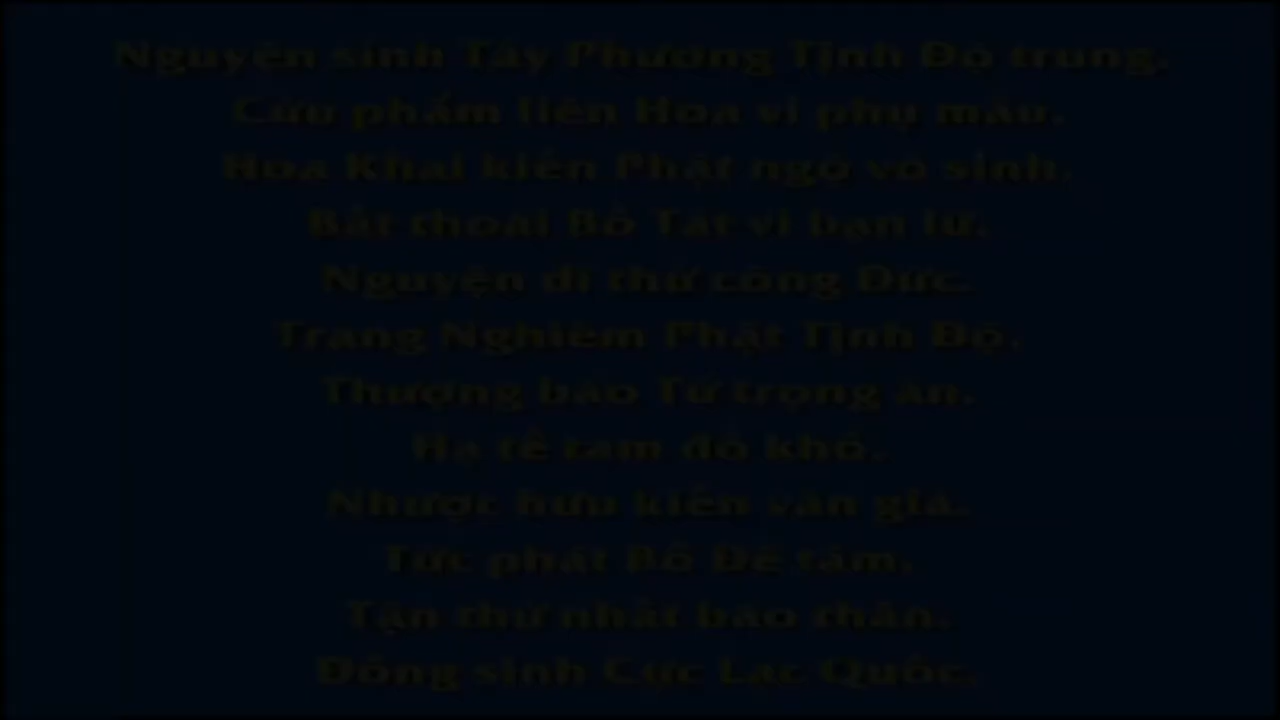 Nguyện sinh Tây Phương Tịnh Độ trung,
Cửu phẩm liên Hoa vi phụ mẫu.
Hoa Khai kiến Phật ngộ vô sinh,
Bất thoái Bồ Tát vi bạn lữ.
Nguyện dĩ thử công Đức.
Trang Nghiêm Phật Tịnh Độ,
Thượng báo Tứ trọng ân.
Hạ tế tam đồ khổ.
Nhược hữu kiến văn giả.
Tức phát Bồ Đề tâm,
Tận thử nhất báo thân.
Đồng sinh Cực Lạc Quốc.